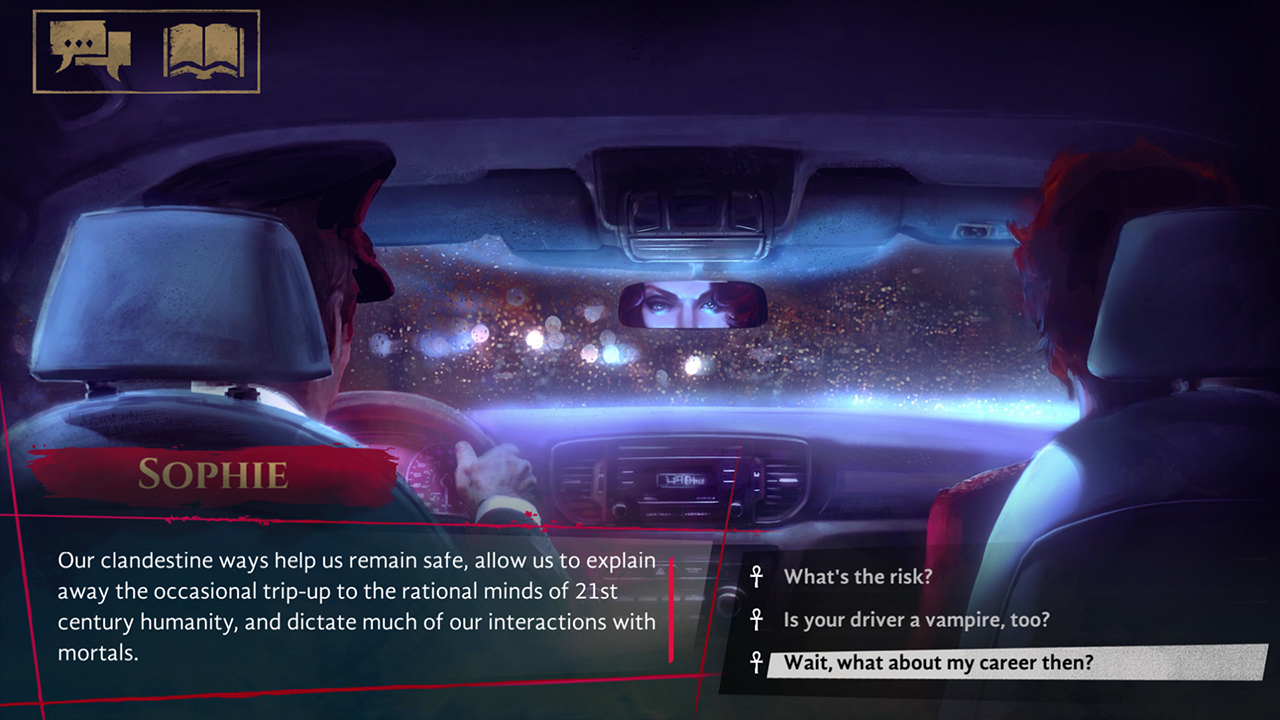 SOPHIE
Our clandestine ways help us remain safe, allow us to explain
away the occasional trip-up to the rational minds of 21st
century humanity, and dictate much of our interactions with
mortals.
What's the risk?
Is your driver a vampire, too?
Wait, what about my career then?